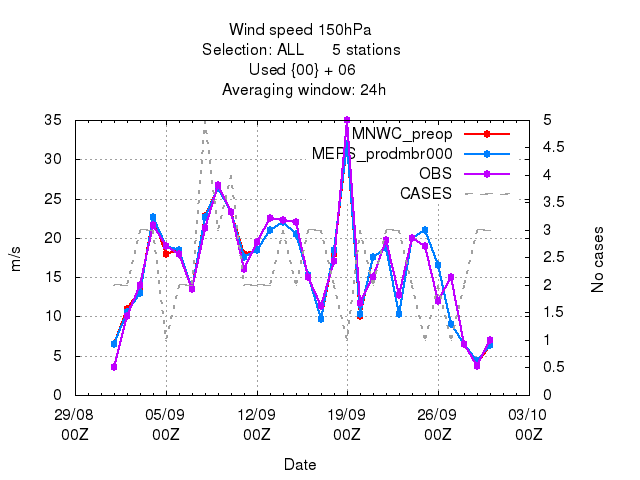 Wind speed 150hPa
Selection: ALL 5 stations
Used {00} + 06
Averaging window: 24h
35 5
MNWC_preop
4.5
30 MEPS_prodmbr000
OBS 4
25 CASES
3.5
20 3
m/s 2.5 No cases
15 2
10 1.5
1
5
0.5
0 0
29/08 05/09 12/09 19/09 26/09 03/10
00Z 00Z 00Z 00Z 00Z 00Z
Date